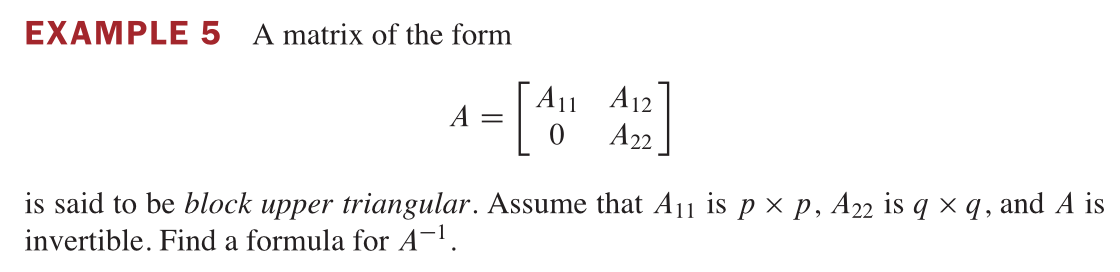 EXAMPLE 5 A matrix of the form
A = [ A₁₁ A₁₂
0 A₂₂ ]
is said to be block upper triangular. Assume that A₁₁ is p × p, A₂₂ is q × q, and A is
invertible. Find a formula for A⁻¹.